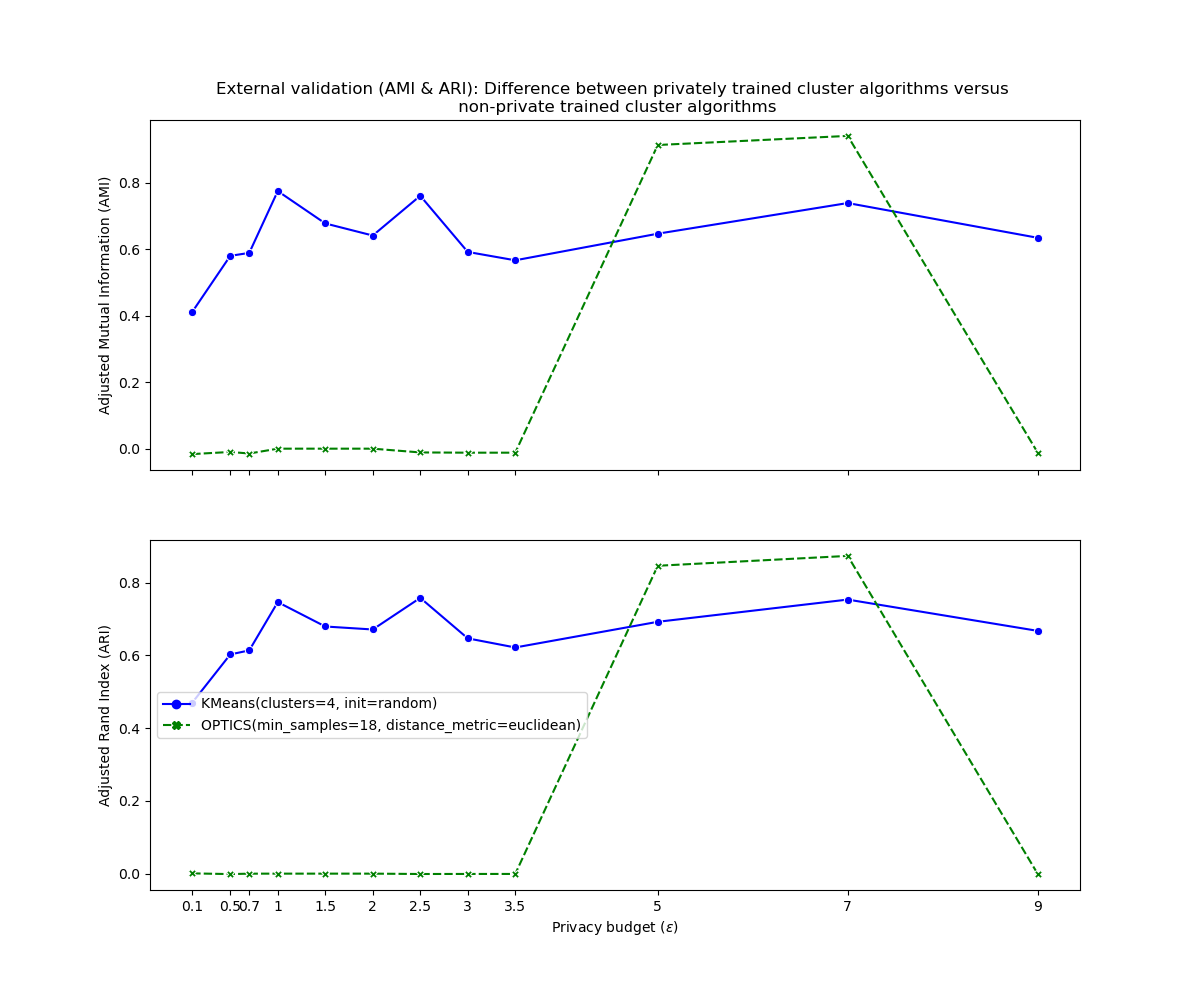 External validation (AMI & ARI): Difference between privately trained cluster algorithms versus
non-private trained cluster algorithms
Adjusted Mutual Information (AMI)
0.8
0.6
0.4
0.2
0.0
Adjusted Rand Index (ARI)
0.8
0.6
0.4
0.2
0.0
KMeans(clusters=4, init=random)
OPTICS(min_samples=18, distance_metric=euclidean)
0.1 0.5 0.7 1 1.5 2 2.5 3 3.5 5 7 9
Privacy budget (ε)